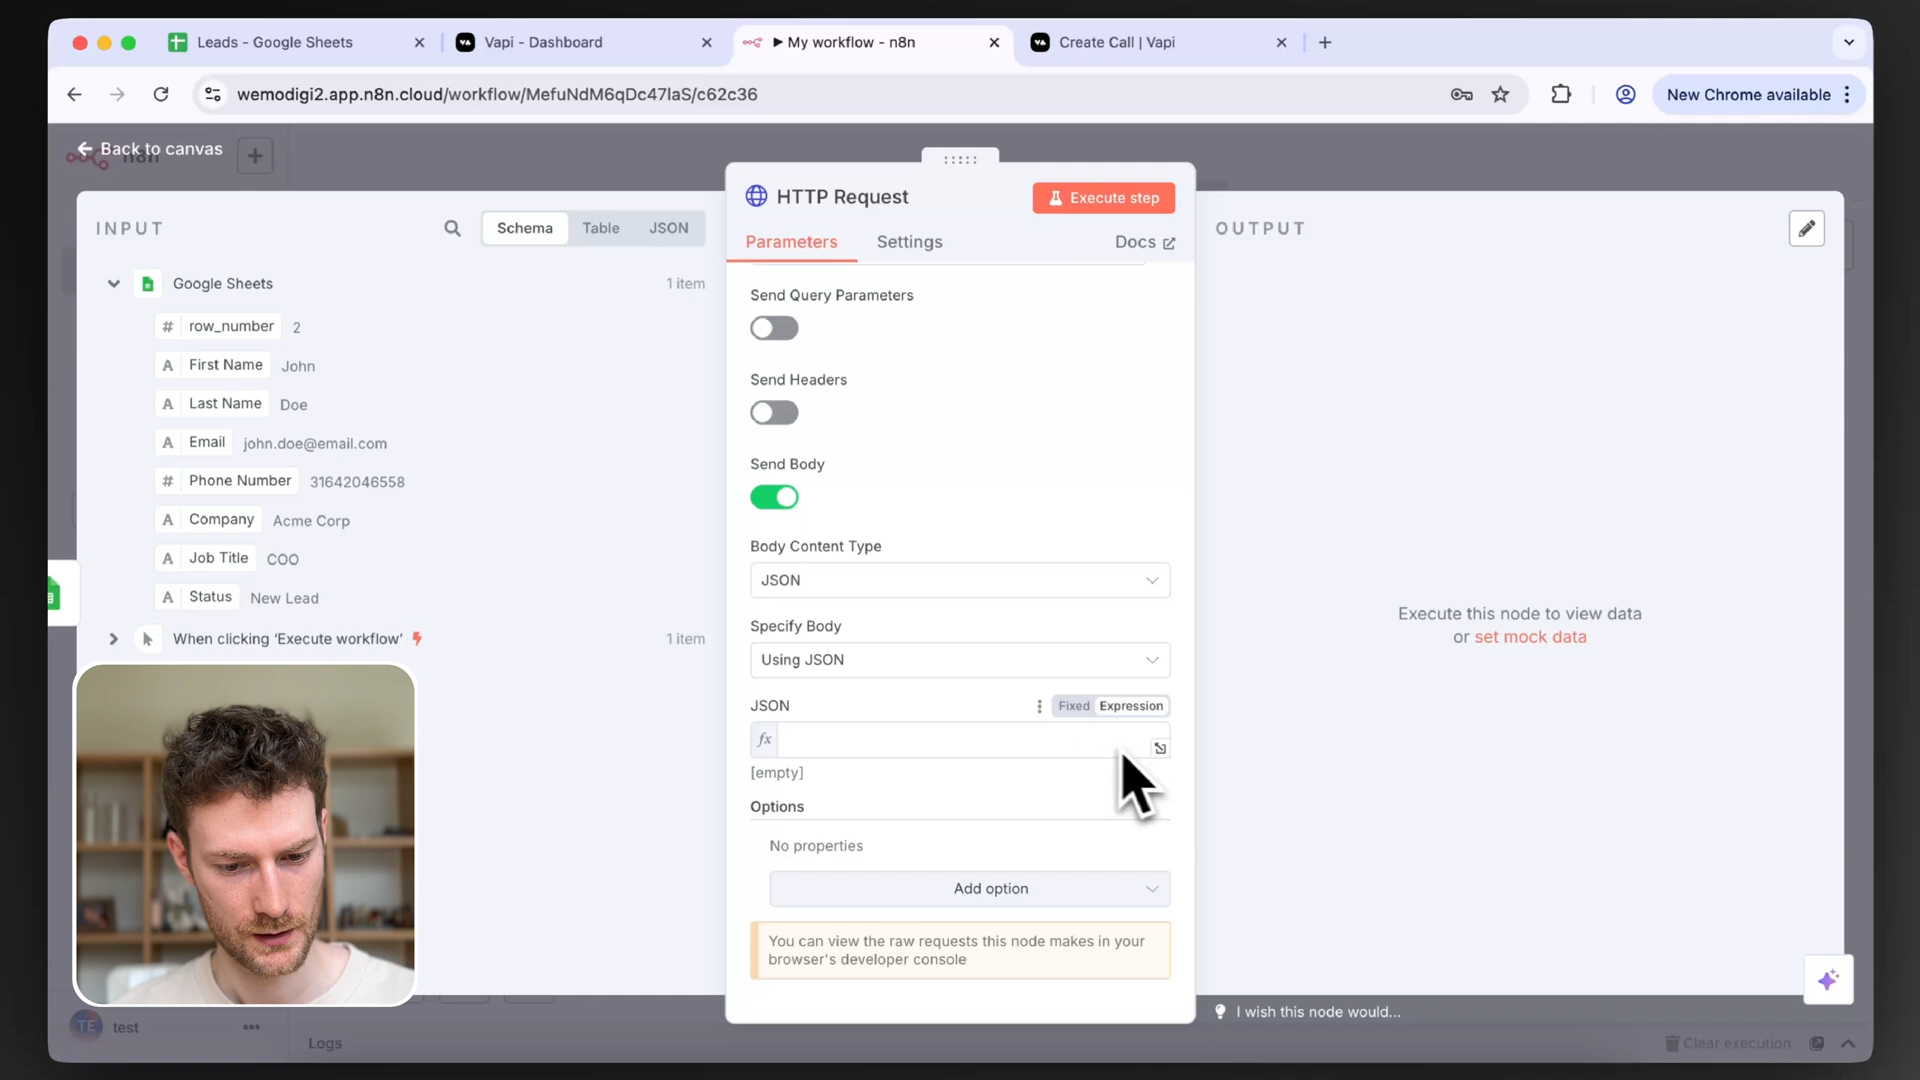 Leads - Google Sheets
Vapi - Dashboard
My workflow - n8n
Create Call | Vapi
wemodigi2.app.n8n.cloud/workflow/MefuNdM6qDc47laS/c62c36
New Chrome available
Back to canvas
n8n
INPUT
Schema
Table
JSON
Google Sheets
1 item
# row_number 2
A First Name John
A Last Name Doe
A Email john.doe@email.com
# Phone Number 31642046558
A Company Acme Corp
A Job Title COO
A Status New Lead
When clicking ‘Execute workflow’
1 item
HTTP Request
Execute step
Parameters
Settings
Docs
Send Query Parameters
Send Headers
Send Body
Body Content Type
JSON
Specify Body
Using JSON
JSON
Fixed
Expression
fx
[empty]
Options
No properties
Add option
You can view the raw requests this node makes in your
browser's developer console
OUTPUT
Execute this node to view data
or set mock data
I wish this node would...
TE
test
Logs
Clear execution